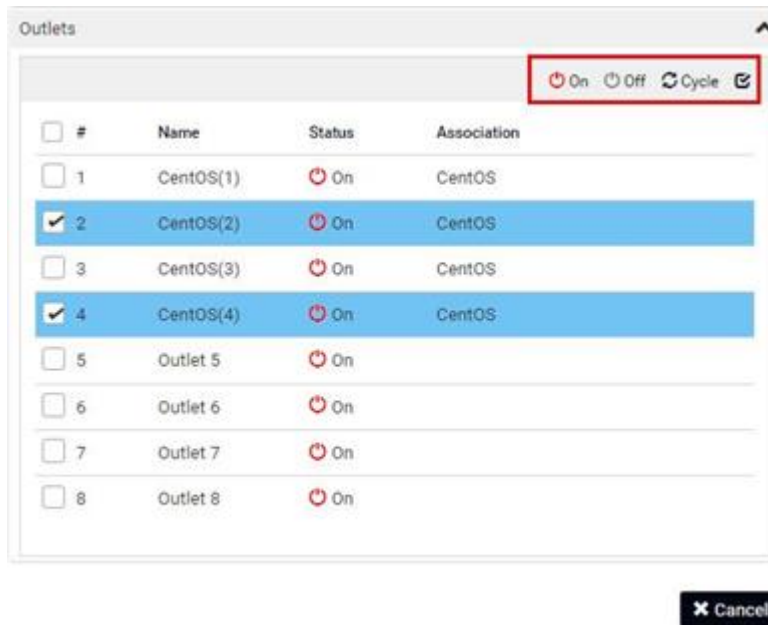 Outlets
On Off Cycle
# Name Status Association
1 CentOS(1) On CentOS
2 CentOS(2) On CentOS
3 CentOS(3) On CentOS
4 CentOS(4) On CentOS
5 Outlet 5 On
6 Outlet 6 On
7 Outlet 7 On
8 Outlet 8 On
Cancel